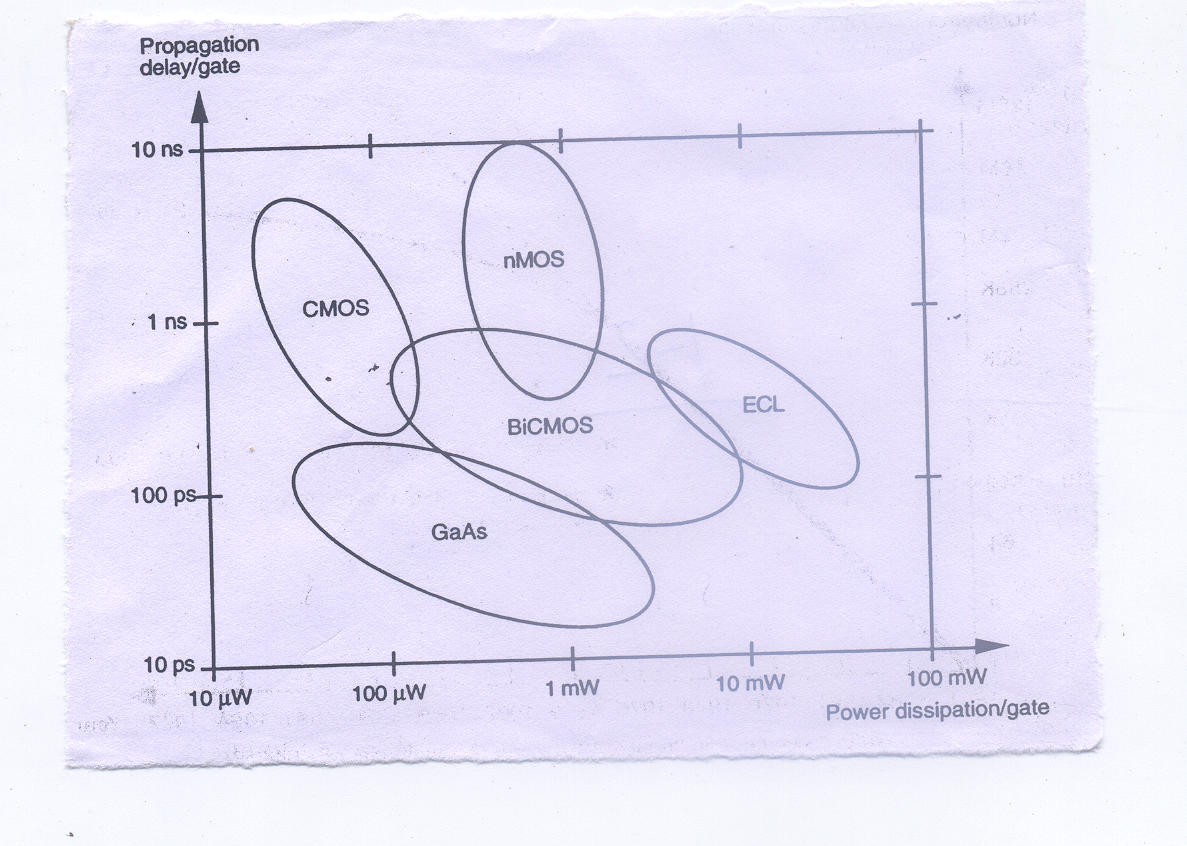 Propagation
delay/gate
10 ns
nMOS
CMOS
1 ns
ECL
BiCMOS
100 ps
GaAs
10 ps
10 µW
100 µW
1 mW
10 mW
100 mW
Power dissipation/gate